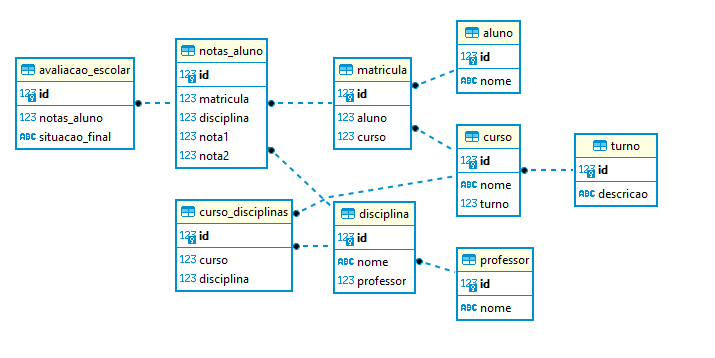 avaliacao_escolar
123 id
123 notas_aluno
ABC situacao_final
notas_aluno
123 id
123 matricula
123 disciplina
123 nota1
123 nota2
matricula
123 id
123 aluno
123 curso
aluno
123 id
ABC nome
curso
123 id
ABC nome
123 turno
turno
123 id
ABC descricao
curso_disciplinas
123 id
123 curso
123 disciplina
disciplina
123 id
ABC nome
123 professor
professor
123 id
ABC nome